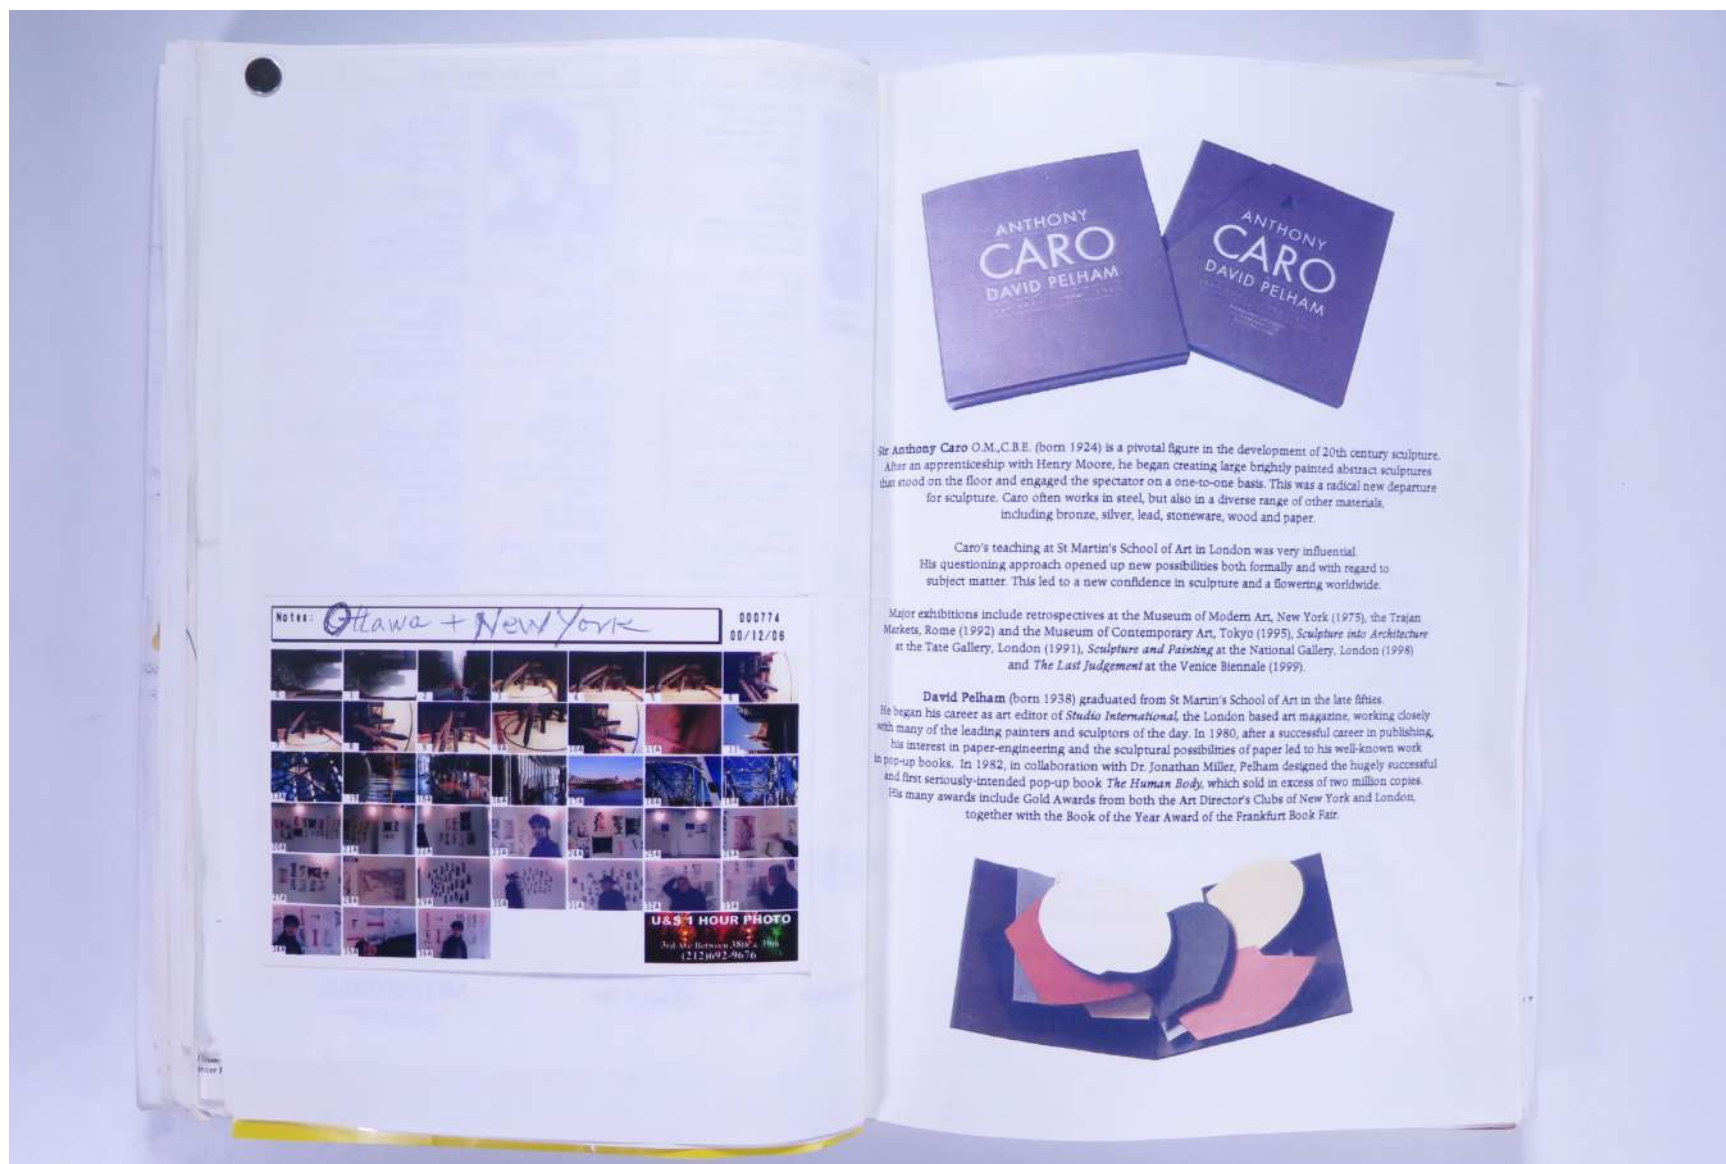 Notes: Ottawa + New York
000774
00/12/06
U&S 1 HOUR PHOTO
3rd Ave Between 38th & 39th
(212)692-9676
ANTHONY
CARO
DAVID PELHAM
ANTHONY
CARO
DAVID PELHAM
Sir Anthony Caro O.M.,C.B.E. (born 1924) is a pivotal figure in the development of 20th century sculpture.
After an apprenticeship with Henry Moore, he began creating large brightly painted abstract sculptures
that stood on the floor and engaged the spectator on a one-to-one basis. This was a radical new departure
for sculpture. Caro often works in steel, but also in a diverse range of other materials,
including bronze, silver, lead, stoneware, wood and paper.
Caro's teaching at St Martin's School of Art in London was very influential.
His questioning approach opened up new possibilities both formally and with regard to
subject matter. This led to a new confidence in sculpture and a flowering worldwide.
Major exhibitions include retrospectives at the Museum of Modern Art, New York (1975), the Trajan
Markets, Rome (1992) and the Museum of Contemporary Art, Tokyo (1995), Sculpture into Architecture
at the Tate Gallery, London (1991), Sculpture and Painting at the National Gallery, London (1998)
and The Last Judgement at the Venice Biennale (1999).
David Pelham (born 1938) graduated from St Martin's School of Art in the late fifties.
He began his career as art editor of Studio International, the London based art magazine, working closely
with many of the leading painters and sculptors of the day. In 1980, after a successful career in publishing,
his interest in paper-engineering and the sculptural possibilities of paper led to his well-known work
in pop-up books. In 1982, in collaboration with Dr. Jonathan Miller, Pelham designed the hugely successful
and first seriously-intended pop-up book The Human Body, which sold in excess of two million copies.
His many awards include Gold Awards from both the Art Director's Clubs of New York and London,
together with the Book of the Year Award of the Frankfurt Book Fair.